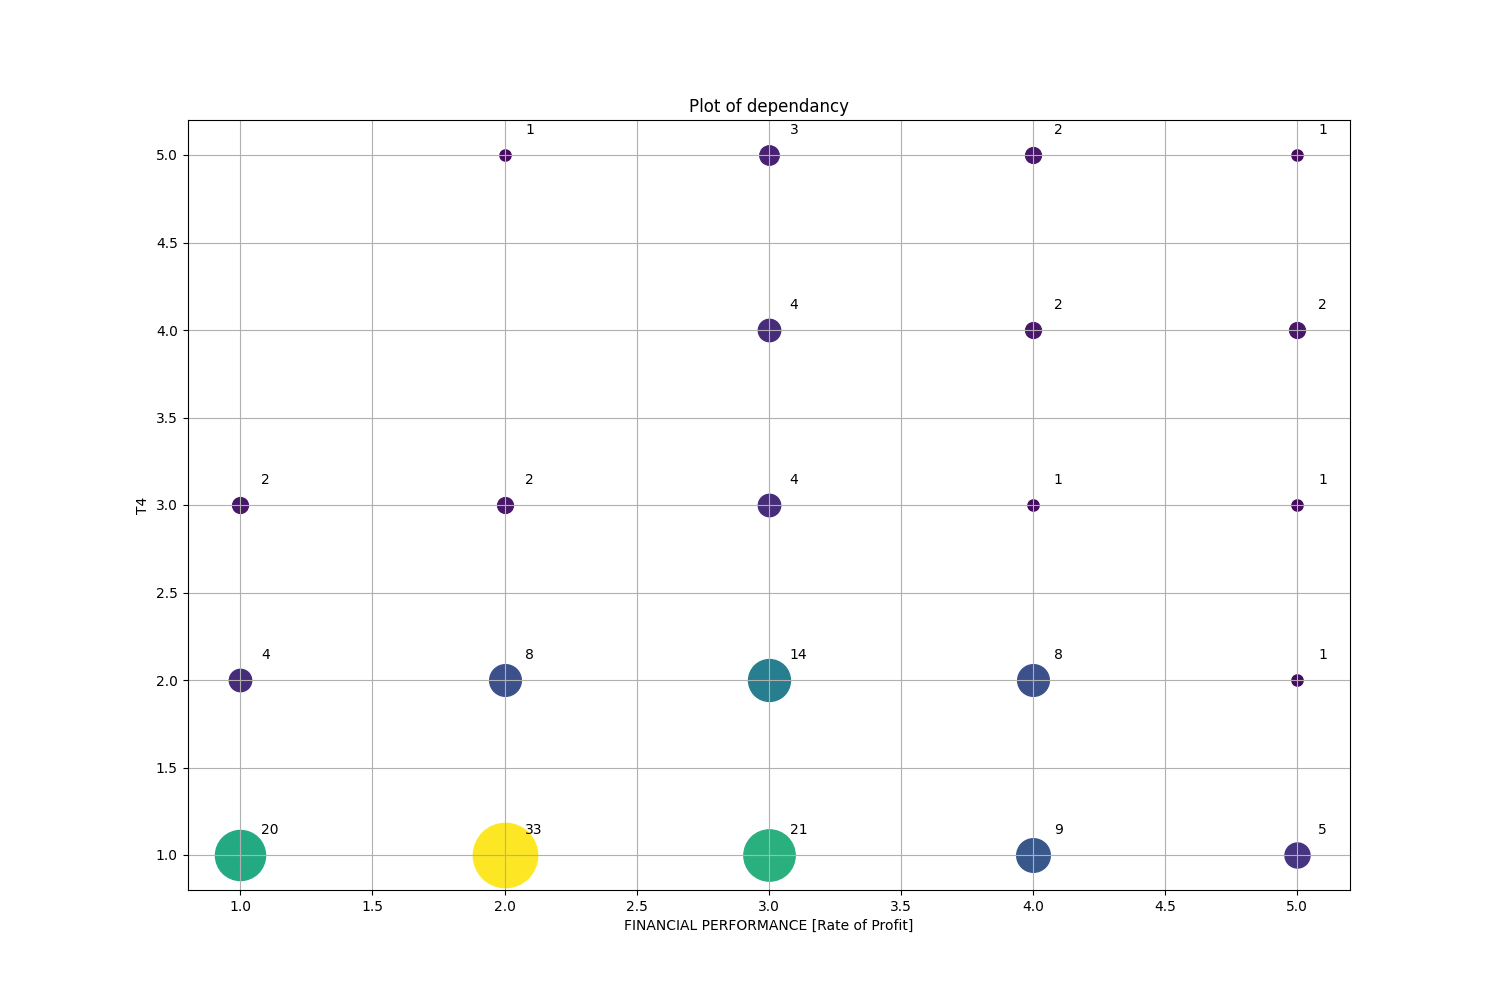 Plot of dependancy
1 3 2 1
5.0
4.5
4 2 2
4.0
3.5
2 2 4 1 1
3.0
T4
2.5
4 8 14 8 1
2.0
1.5
20 33 21 9 5
1.0
1.0 1.5 2.0 2.5 3.0 3.5 4.0 4.5 5.0
FINANCIAL PERFORMANCE [Rate of Profit]